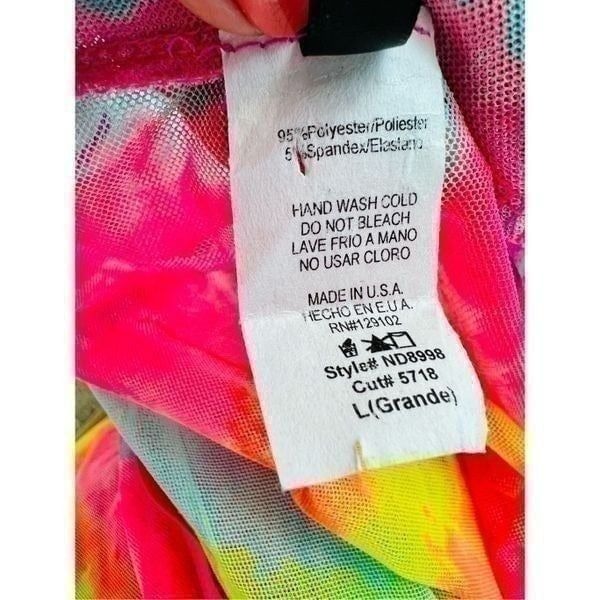 95%Polyester/Poliester
5%Spandex/Elastano
HAND WASH COLD
DO NOT BLEACH
LAVE FRIO A MANO
NO USAR CLORO
MADE IN U.S.A.
HECHO EN E.U.A.
RN#129102
Style# ND8998
Cut# 5718
L(Grande)